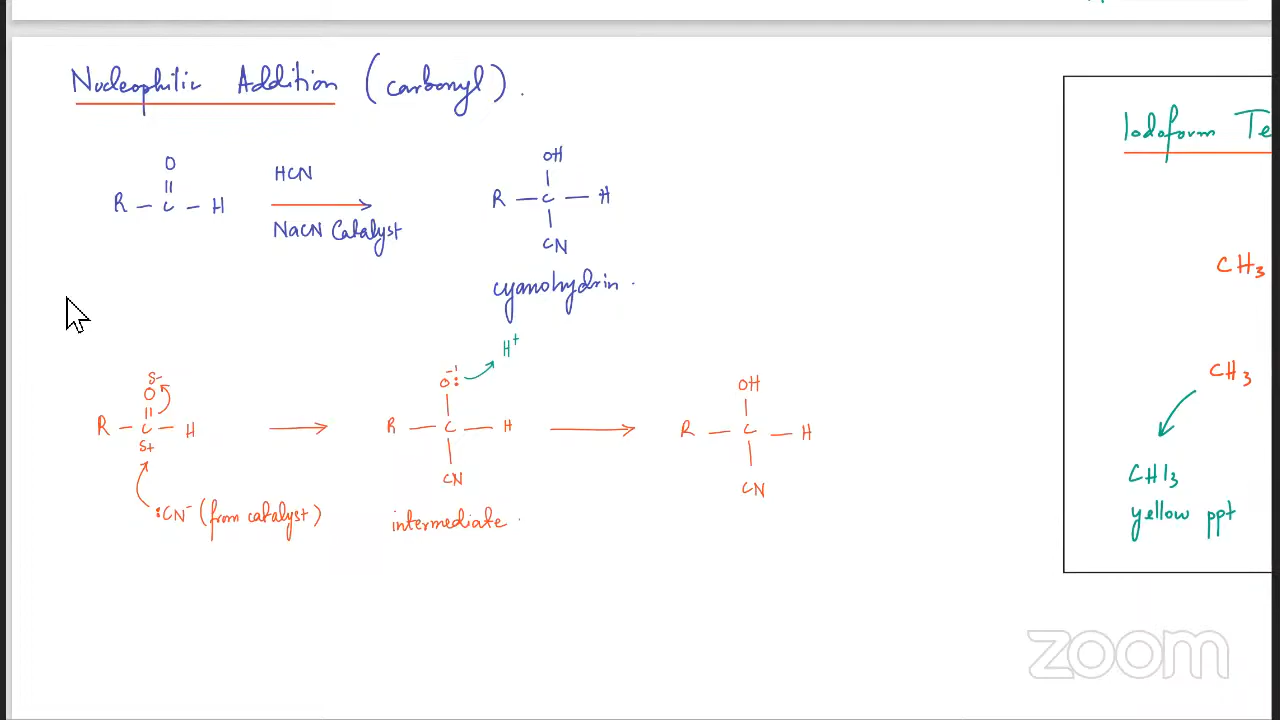 Nucleophilic Addition (carbonyl).
Iodoform Te
O
R – C – H
HCN
NaCN Catalyst
OH
R – C – H
CN
cyanohydrin.
CH3
H+
δ-
O
R – C – H
δ+
:CN- (from catalyst)
-1
O:
R – C – H
CN
intermediate.
OH
R – C – H
CN
CH3
CHI3
yellow ppt
zoom